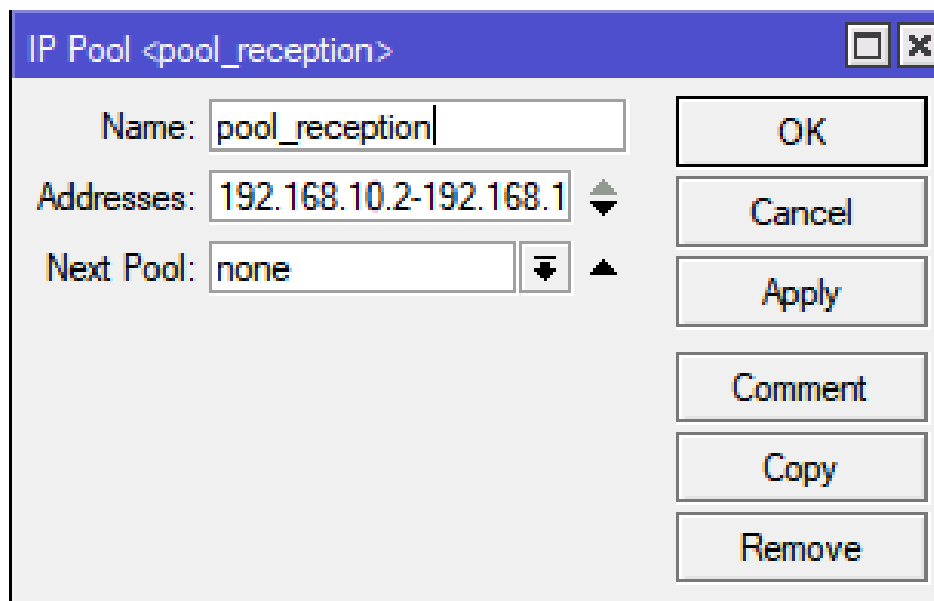 IP Pool <pool_reception>
Name: pool_reception
OK
Addresses: 192.168.10.2-192.168.1
Cancel
Next Pool: none
Apply
Comment
Copy
Remove